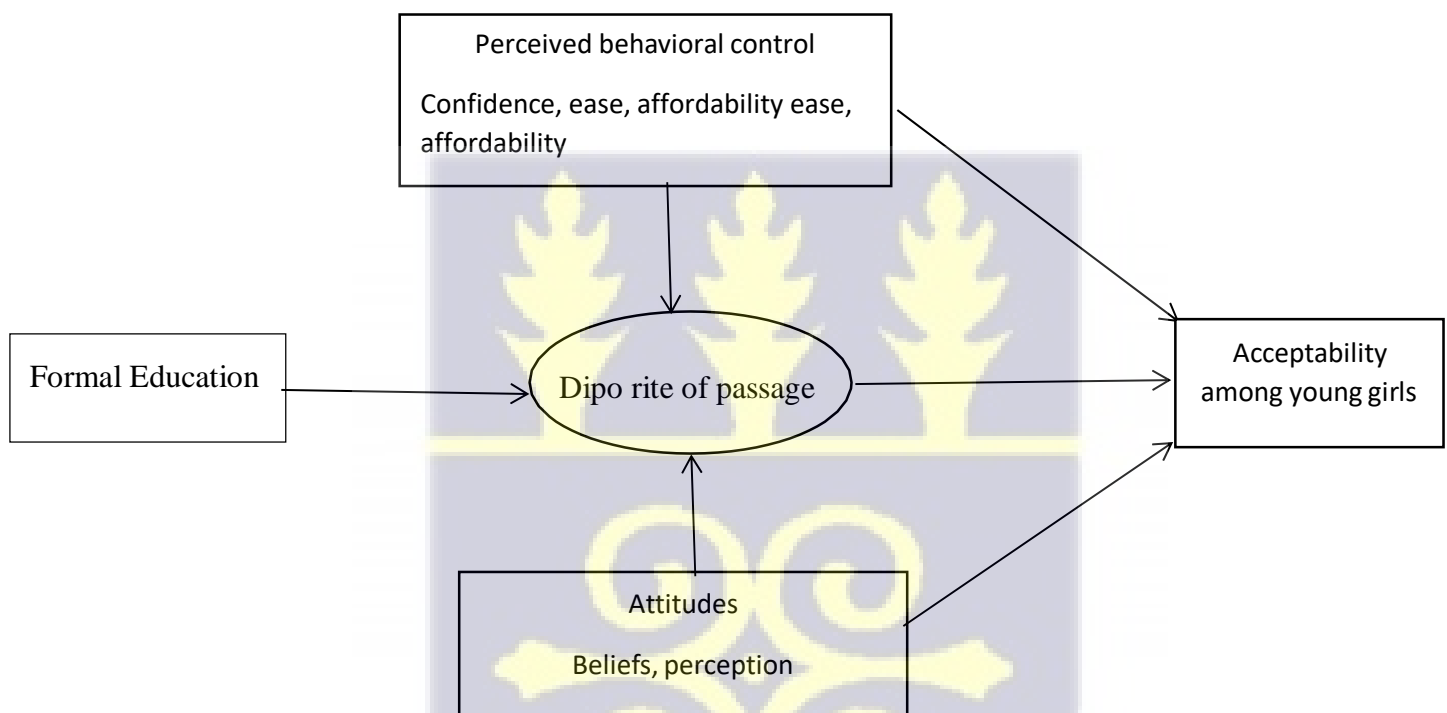 Perceived behavioral control
Confidence, ease, affordability ease,
affordability
Formal Education
Dipo rite of passage
Acceptability
among young girls
Attitudes
Beliefs, perception